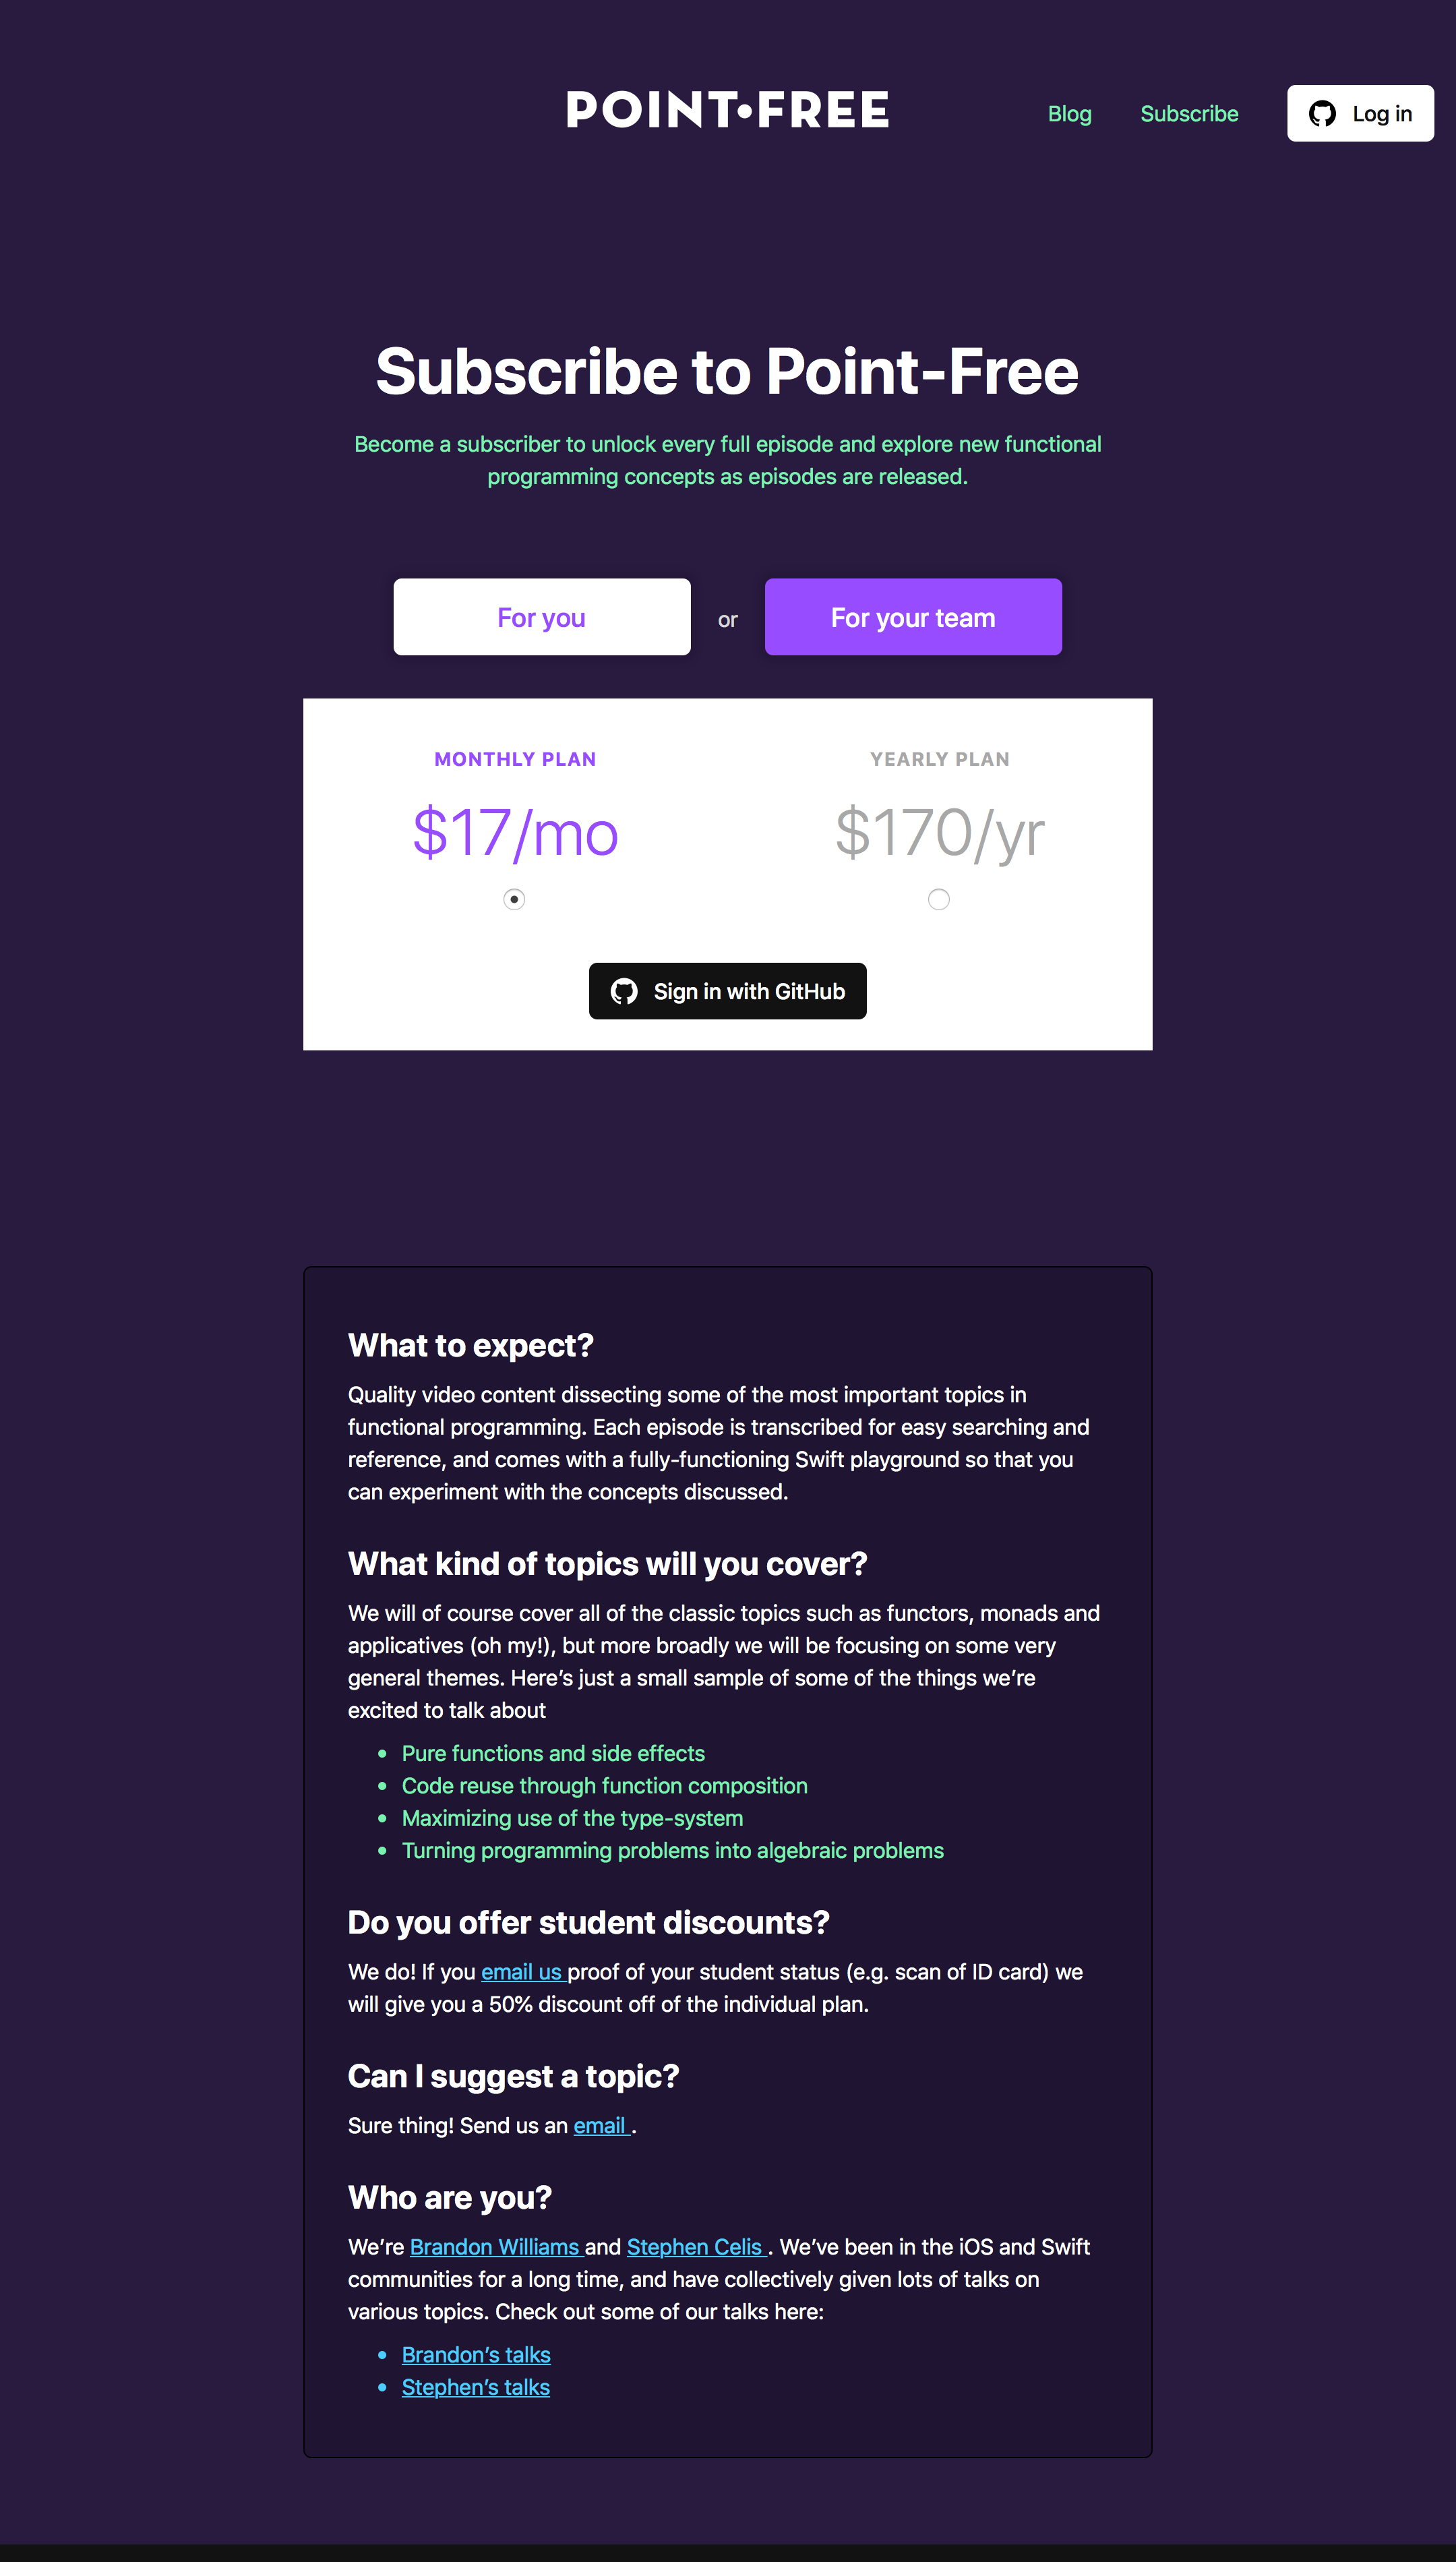 POINT•FREE
Blog
Subscribe
Log in
Subscribe to Point-Free
Become a subscriber to unlock every full episode and explore new functional
programming concepts as episodes are released.
For you
or
For your team
MONTHLY PLAN
$17/mo
YEARLY PLAN
$170/yr
Sign in with GitHub
What to expect?
Quality video content dissecting some of the most important topics in
functional programming. Each episode is transcribed for easy searching and
reference, and comes with a fully-functioning Swift playground so that you
can experiment with the concepts discussed.
What kind of topics will you cover?
We will of course cover all of the classic topics such as functors, monads and
applicatives (oh my!), but more broadly we will be focusing on some very
general themes. Here’s just a small sample of some of the things we’re
excited to talk about
• Pure functions and side effects
• Code reuse through function composition
• Maximizing use of the type-system
• Turning programming problems into algebraic problems
Do you offer student discounts?
We do! If you email us proof of your student status (e.g. scan of ID card) we
will give you a 50% discount off of the individual plan.
Can I suggest a topic?
Sure thing! Send us an email .
Who are you?
We’re Brandon Williams and Stephen Celis . We’ve been in the iOS and Swift
communities for a long time, and have collectively given lots of talks on
various topics. Check out some of our talks here:
• Brandon’s talks
• Stephen’s talks